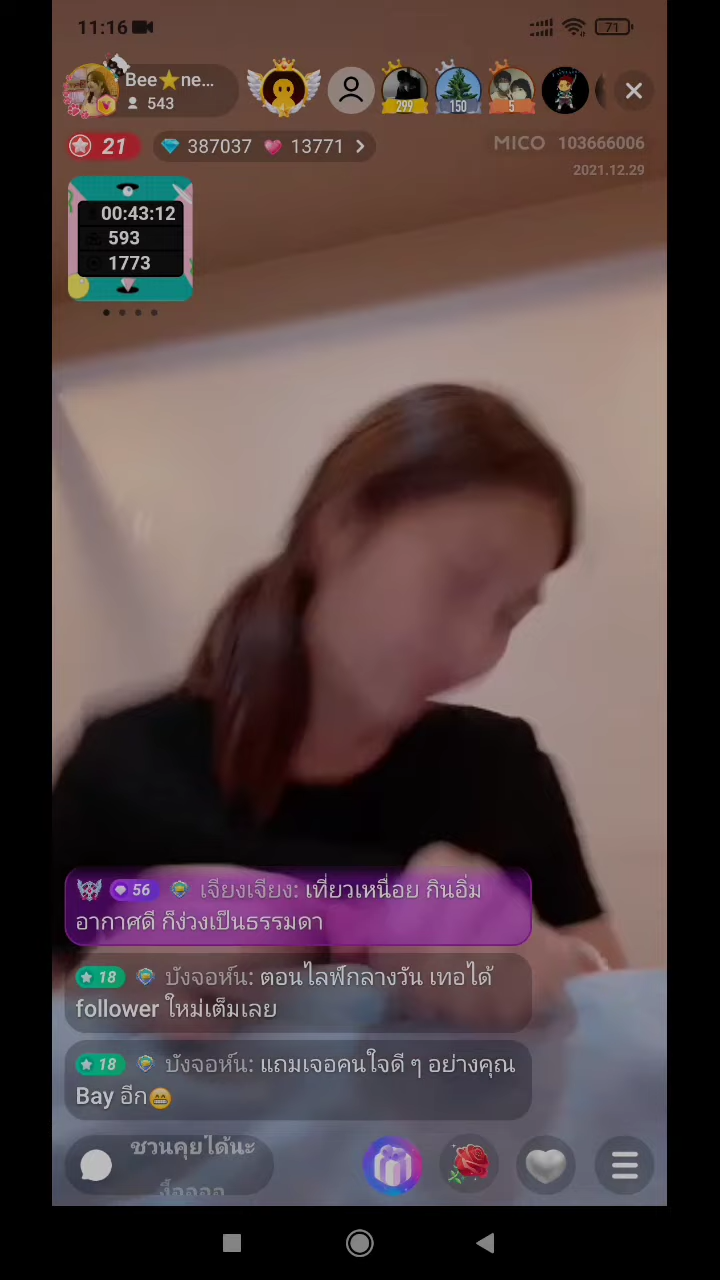 11:16
71
Bee⭐ne...
543
299
150
5
21
387037
13771
MICO 103666006
2021.12.29
00:43:12
593
1773
56 เจียงเจียง: เที่ยวเหนื่อย กินอิ่ม
อากาศดี ก็ง่วงเป็นธรรมดา
18 บังจอห์น: ตอนไลฟ์กลางวัน เทอได้
follower ใหม่เต็มเลย
18 บังจอห์น: แถมเจอคนใจดี ๆ อย่างคุณ
Bay อีก😁
ชวนคุยได้นะ